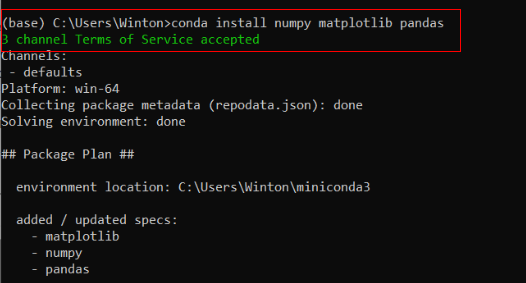 (base) C:\Users\Winton>conda install numpy matplotlib pandas
3 channel Terms of Service accepted
Channels:
 - defaults
Platform: win-64
Collecting package metadata (repodata.json): done
Solving environment: done
## Package Plan ##
  environment location: C:\Users\Winton\miniconda3
  added / updated specs:
    - matplotlib
    - numpy
    - pandas